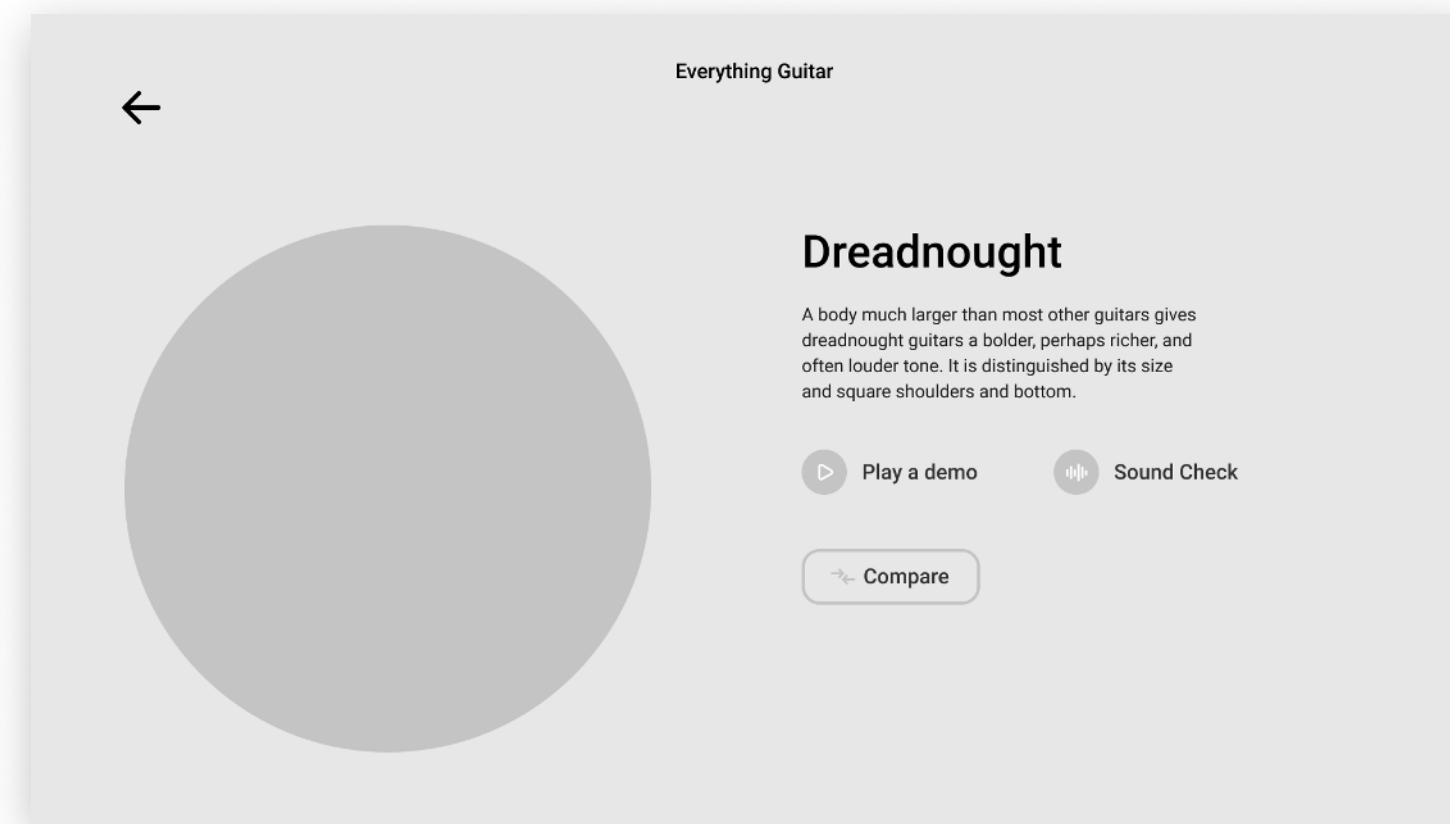 Everything Guitar
Dreadnought
A body much larger than most other guitars gives
dreadnought guitars a bolder, perhaps richer, and
often louder tone. It is distinguished by its size
and square shoulders and bottom.
Play a demo
Sound Check
Compare